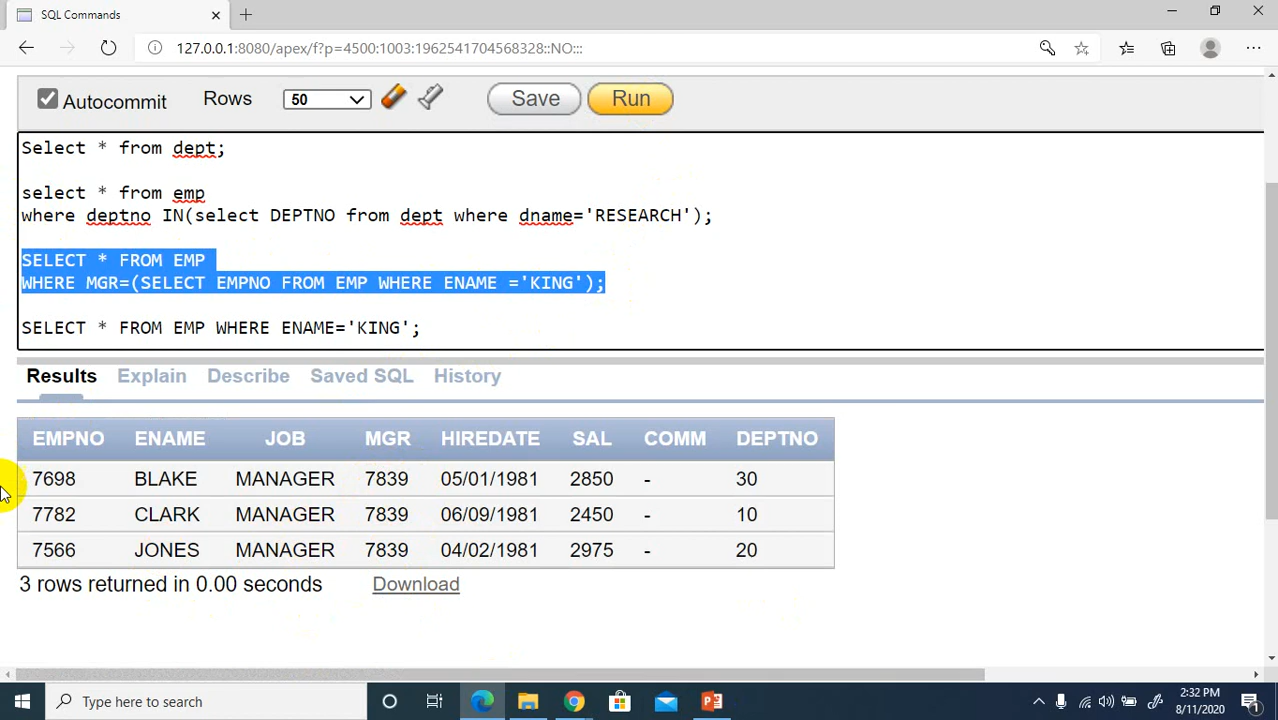 SQL Commands
127.0.0.1:8080/apex/f?p=4500:1003:1962541704568328::NO:::
Autocommit Rows 50 Save Run
Select * from dept;
select * from emp
where deptno IN(select DEPTNO from dept where dname='RESEARCH');
SELECT * FROM EMP
WHERE MGR=(SELECT EMPNO FROM EMP WHERE ENAME ='KING');
SELECT * FROM EMP WHERE ENAME='KING';
Results Explain Describe Saved SQL History
EMPNO ENAME JOB MGR HIREDATE SAL COMM DEPTNO
7698 BLAKE MANAGER 7839 05/01/1981 2850 - 30
7782 CLARK MANAGER 7839 06/09/1981 2450 - 10
7566 JONES MANAGER 7839 04/02/1981 2975 - 20
3 rows returned in 0.00 seconds Download
Type here to search
2:32 PM
8/11/2020
1